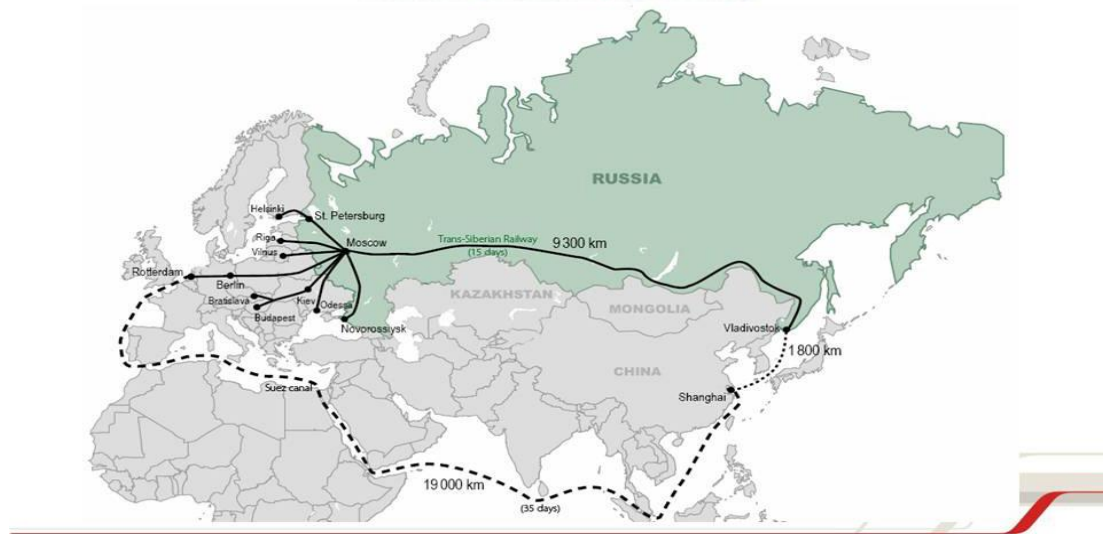 RUSSIA
Helsinki
St. Petersburg
Riga
Moscow
Trans-Siberian Railway
(15 days)
9 300 km
Vilnus
Rotterdam
Berlin
Bratislava
Kiev
Odessa
Budapest
Novorossiysk
KAZAKHSTAN
MONGOLIA
Vladivostok
1 800 km
CHINA
Suez canal
Shanghai
19 000 km
(35 days)